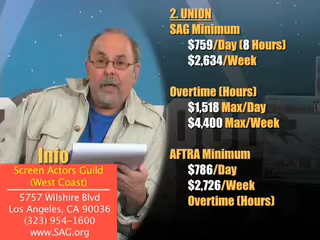 2. UNION
SAG Minimum
$759/Day (8 Hours)
$2,634/Week
Overtime (Hours)
$1,518 Max/Day
$4,400 Max/Week
AFTRA Minimum
$786/Day
$2,726/Week
Overtime (Hours)
Info
Screen Actors Guild
(West Coast)
5757 Wilshire Blvd
Los Angeles, CA 90036
(323) 954-1600
www.SAG.org